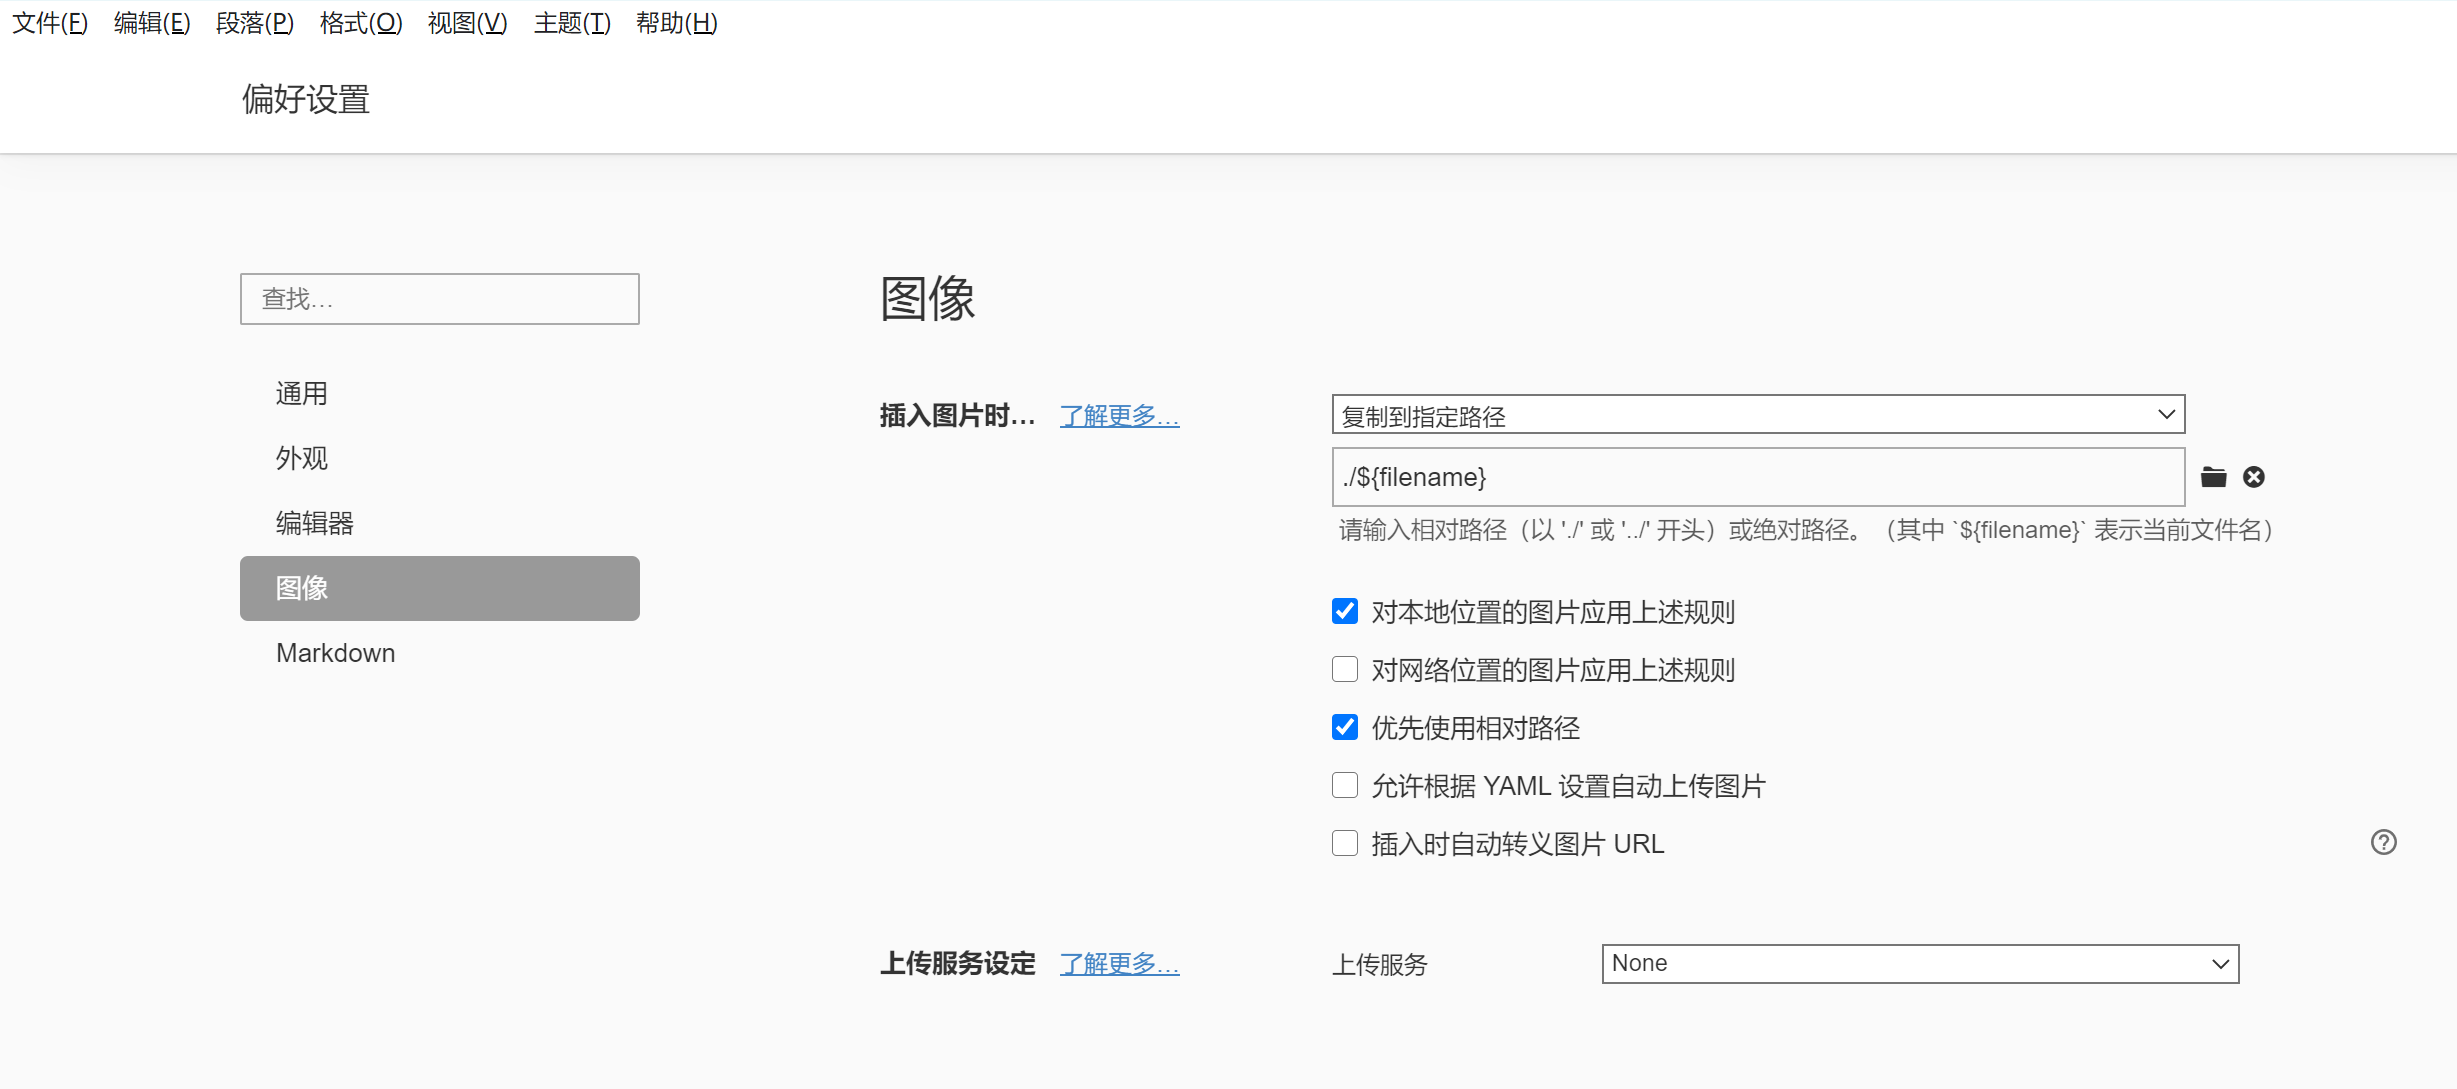 文件(F) 编辑(E) 段落(P) 格式(O) 视图(V) 主题(T) 帮助(H)
偏好设置
查找…
通用
外观
编辑器
图像
Markdown
图像
插入图片时… 了解更多… 复制到指定路径
./${filename}
请输入相对路径（以 './' 或 '../' 开头）或绝对路径。（其中 `${filename}` 表示当前文件名）
对本地位置的图片应用上述规则
对网络位置的图片应用上述规则
优先使用相对路径
允许根据 YAML 设置自动上传图片
插入时自动转义图片 URL
上传服务设定 了解更多… 上传服务 None